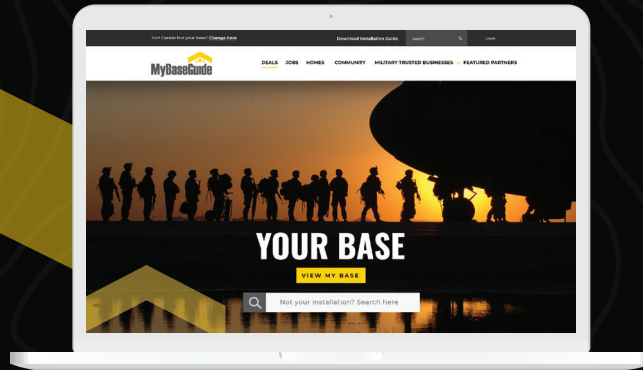 Fort Carson Not your base? Change here
Download Installation Guide
Search
Login
MyBaseGuide
DEALS JOBS HOMES COMMUNITY MILITARY TRUSTED BUSINESSES FEATURED PARTNERS
YOUR BASE
VIEW MY BASE
Not your installation? Search here